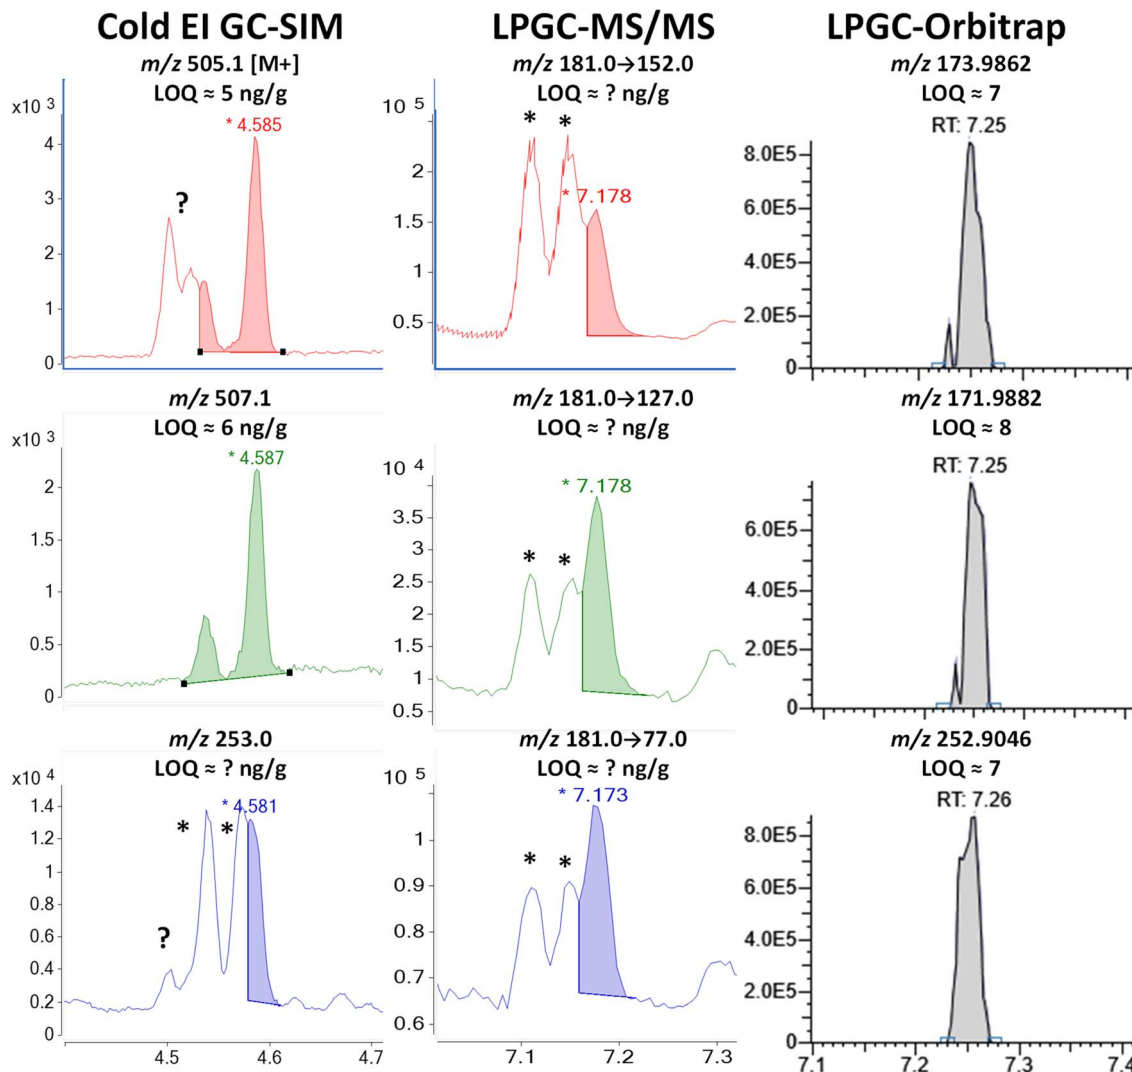 Cold EI GC-SIM
m/z 505.1 [M+]
LOQ ≈ 5 ng/g
x10 3
* 4.585
?
4
3
2
1
0
m/z 507.1
LOQ ≈ 6 ng/g
x10 3
* 4.587
2
1.5
1
0.5
0
m/z 253.0
LOQ ≈ ? ng/g
x10 4
* 4.581
* *
?
1.4
1.2
1
0.8
0.6
0.4
0.2
0
4.5 4.6 4.7
LPGC-MS/MS
m/z 181.0→152.0
LOQ ≈ ? ng/g
10 5
* *
* 7.178
2
1.5
1
0.5
m/z 181.0→127.0
LOQ ≈ ? ng/g
10 4
* 7.178
* *
3.5
3
2.5
2
1.5
1
0.5
m/z 181.0→77.0
LOQ ≈ ? ng/g
10 5
* 7.173
* *
1
0.9
0.8
0.7
0.6
7.1 7.2 7.3
LPGC-Orbitrap
m/z 173.9862
LOQ ≈ 7
RT: 7.25
8.0E5
6.0E5
4.0E5
2.0E5
0
m/z 171.9882
LOQ ≈ 8
RT: 7.25
6.0E5
4.0E5
2.0E5
0
m/z 252.9046
LOQ ≈ 7
RT: 7.26
8.0E5
6.0E5
4.0E5
2.0E5
0
7.1 7.2 7.3 7.4